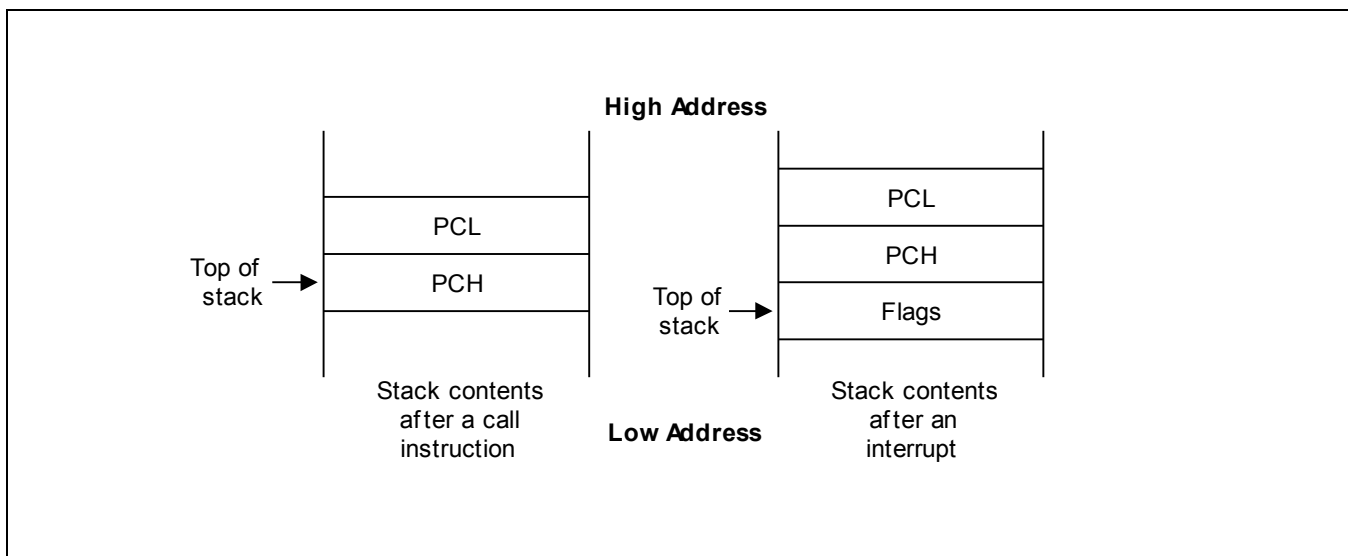 High Address
PCL
PCH
Top of
stack
Stack contents
after a call
instruction
PCL
PCH
Flags
Top of
stack
Stack contents
after an
interrupt
Low Address